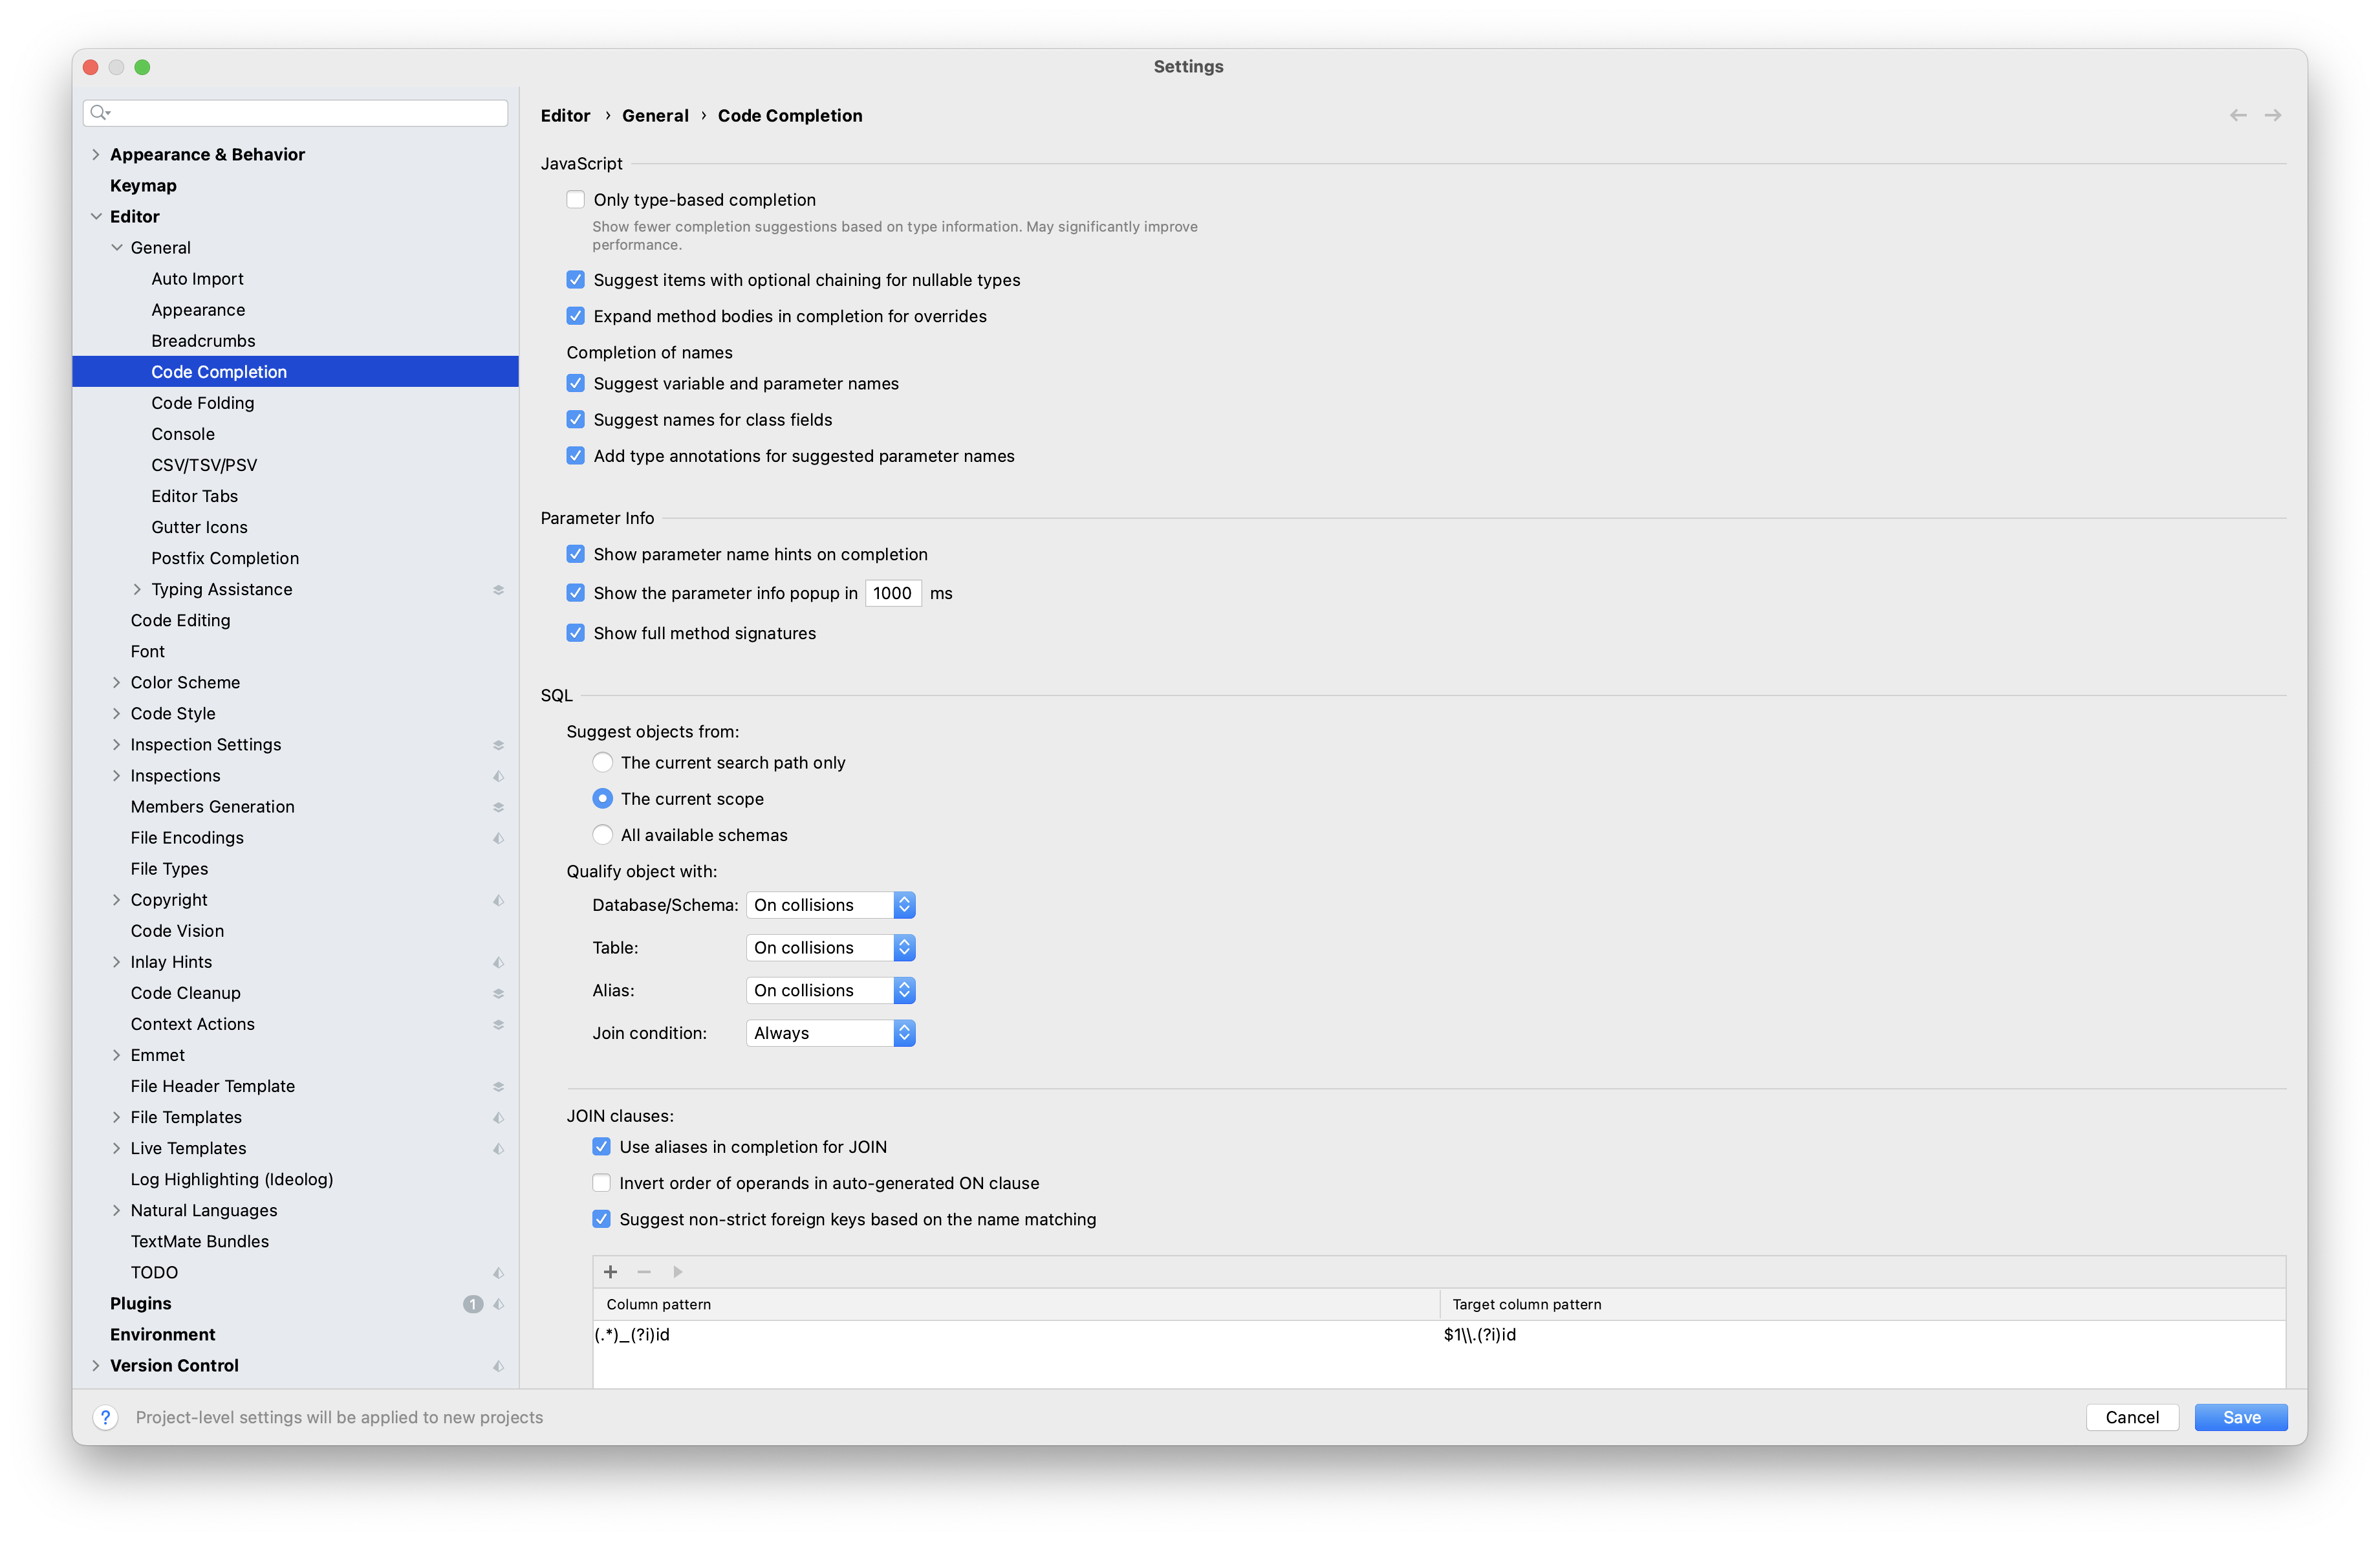 Settings
Appearance & Behavior
Keymap
Editor
General
Auto Import
Appearance
Breadcrumbs
Code Completion
Code Folding
Console
CSV/TSV/PSV
Editor Tabs
Gutter Icons
Postfix Completion
Typing Assistance
Code Editing
Font
Color Scheme
Code Style
Inspection Settings
Inspections
Members Generation
File Encodings
File Types
Copyright
Code Vision
Inlay Hints
Code Cleanup
Context Actions
Emmet
File Header Template
File Templates
Live Templates
Log Highlighting (Ideolog)
Natural Languages
TextMate Bundles
TODO
Plugins 1
Environment
Version Control
Editor › General › Code Completion
JavaScript
Only type-based completion
Show fewer completion suggestions based on type information. May significantly improve
performance.
Suggest items with optional chaining for nullable types
Expand method bodies in completion for overrides
Completion of names
Suggest variable and parameter names
Suggest names for class fields
Add type annotations for suggested parameter names
Parameter Info
Show parameter name hints on completion
Show the parameter info popup in 1000 ms
Show full method signatures
SQL
Suggest objects from:
The current search path only
The current scope
All available schemas
Qualify object with:
Database/Schema: On collisions
Table: On collisions
Alias: On collisions
Join condition: Always
JOIN clauses:
Use aliases in completion for JOIN
Invert order of operands in auto-generated ON clause
Suggest non-strict foreign keys based on the name matching
Column pattern Target column pattern
(.*)_(?i)id $1\\.(?i)id
? Project-level settings will be applied to new projects
Cancel Save